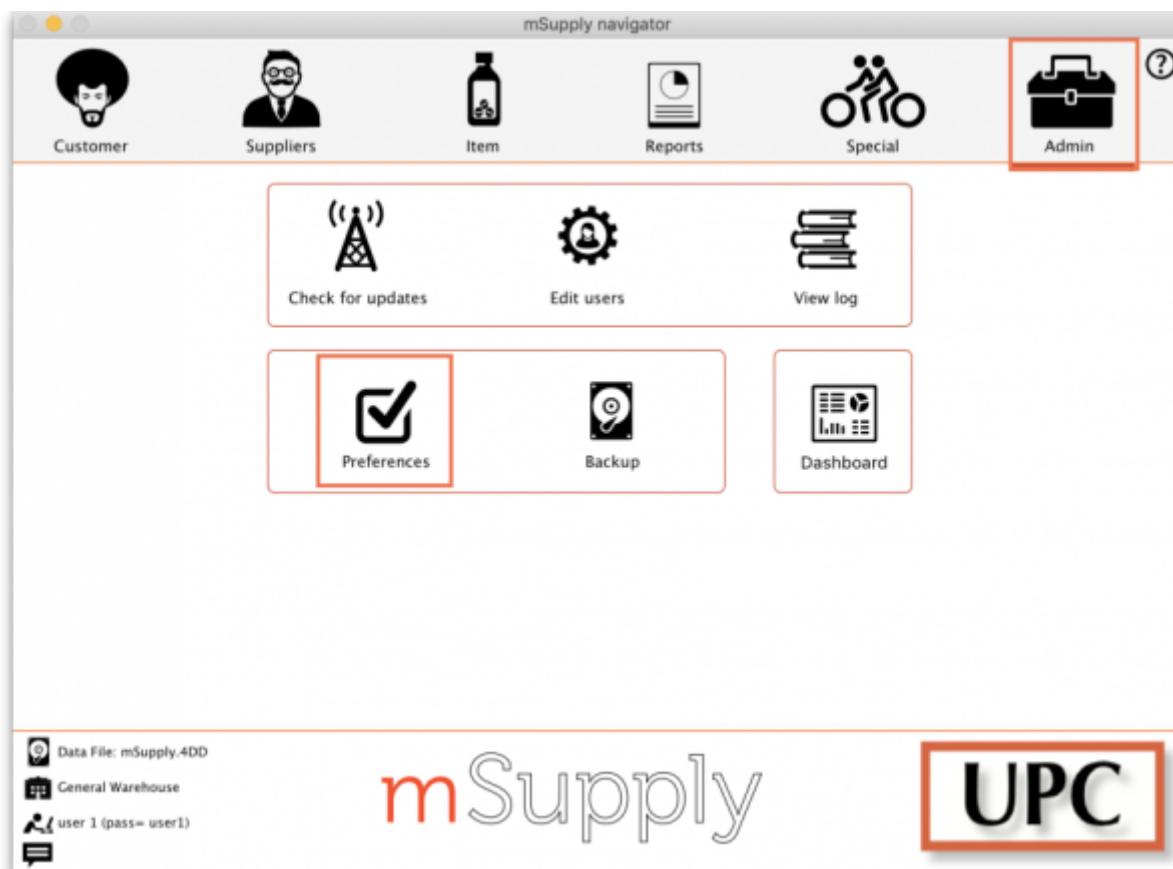 mSupply navigator
Customer Suppliers Item Reports Special Admin ?
Check for updates Edit users View log
Preferences Backup Dashboard
Data File: mSupply.4DD
General Warehouse
user 1 (pass= user1)
mSupply
UPC